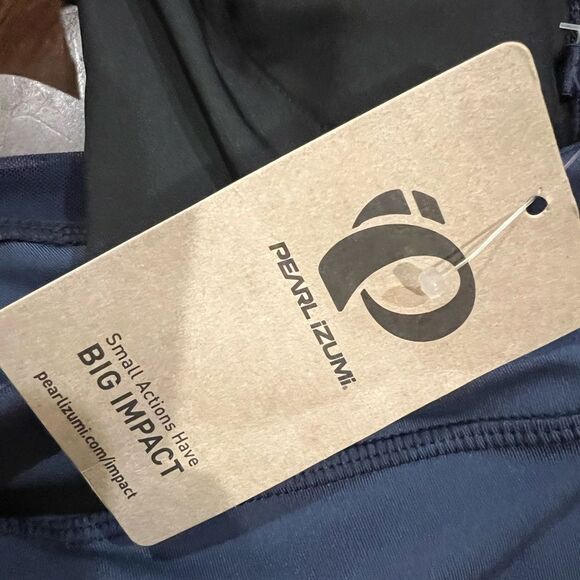 PEARL iZUMi
Small Actions Have
BIG IMPACT
pearlizumi.com/impact